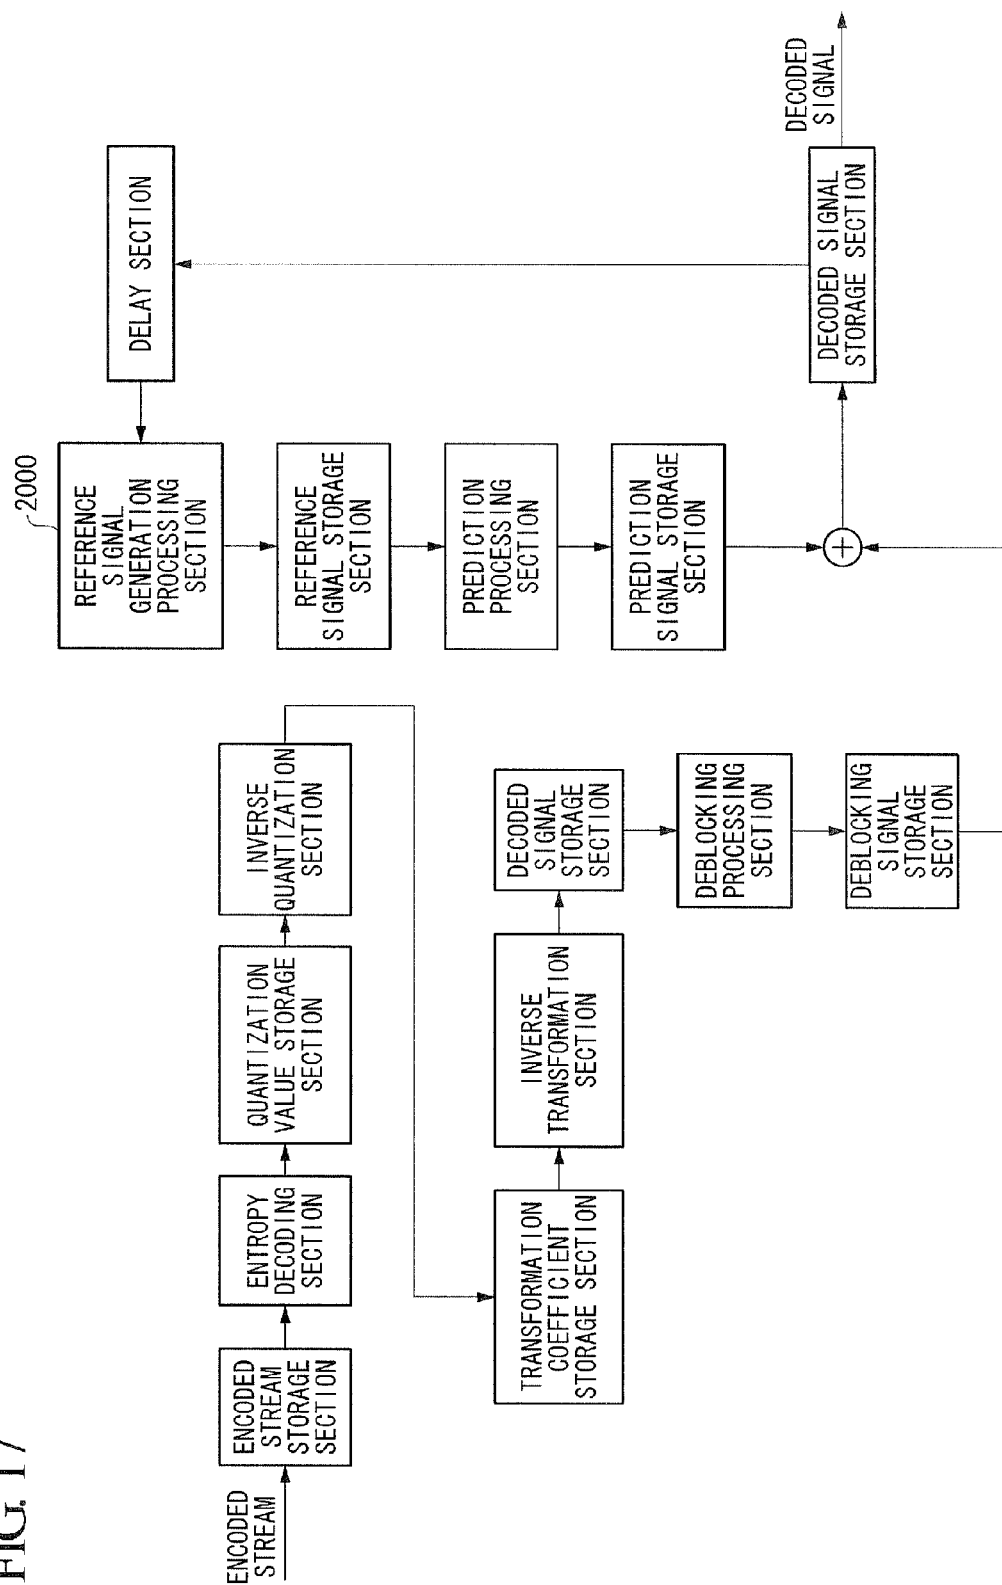 FIG. 17
ENCODED
STREAM
ENCODED
STREAM
STORAGE
SECTION
ENTROPY
DECODING
SECTION
QUANTIZATION
VALUE STORAGE
SECTION
INVERSE
QUANTIZATION
SECTION
TRANSFORMATION
COEFFICIENT
STORAGE SECTION
INVERSE
TRANSFORMATION
SECTION
DECODED
SIGNAL
STORAGE
SECTION
DEBLOCKING
PROCESSING
SECTION
DEBLOCKING
SIGNAL
STORAGE
SECTION
2000
REFERENCE
SIGNAL
GENERATION
PROCESSING
SECTION
REFERENCE
SIGNAL STORAGE
SECTION
PREDICTION
PROCESSING
SECTION
PREDICTION
SIGNAL STORAGE
SECTION
+
DELAY SECTION
DECODED SIGNAL
STORAGE SECTION
DECODED
SIGNAL